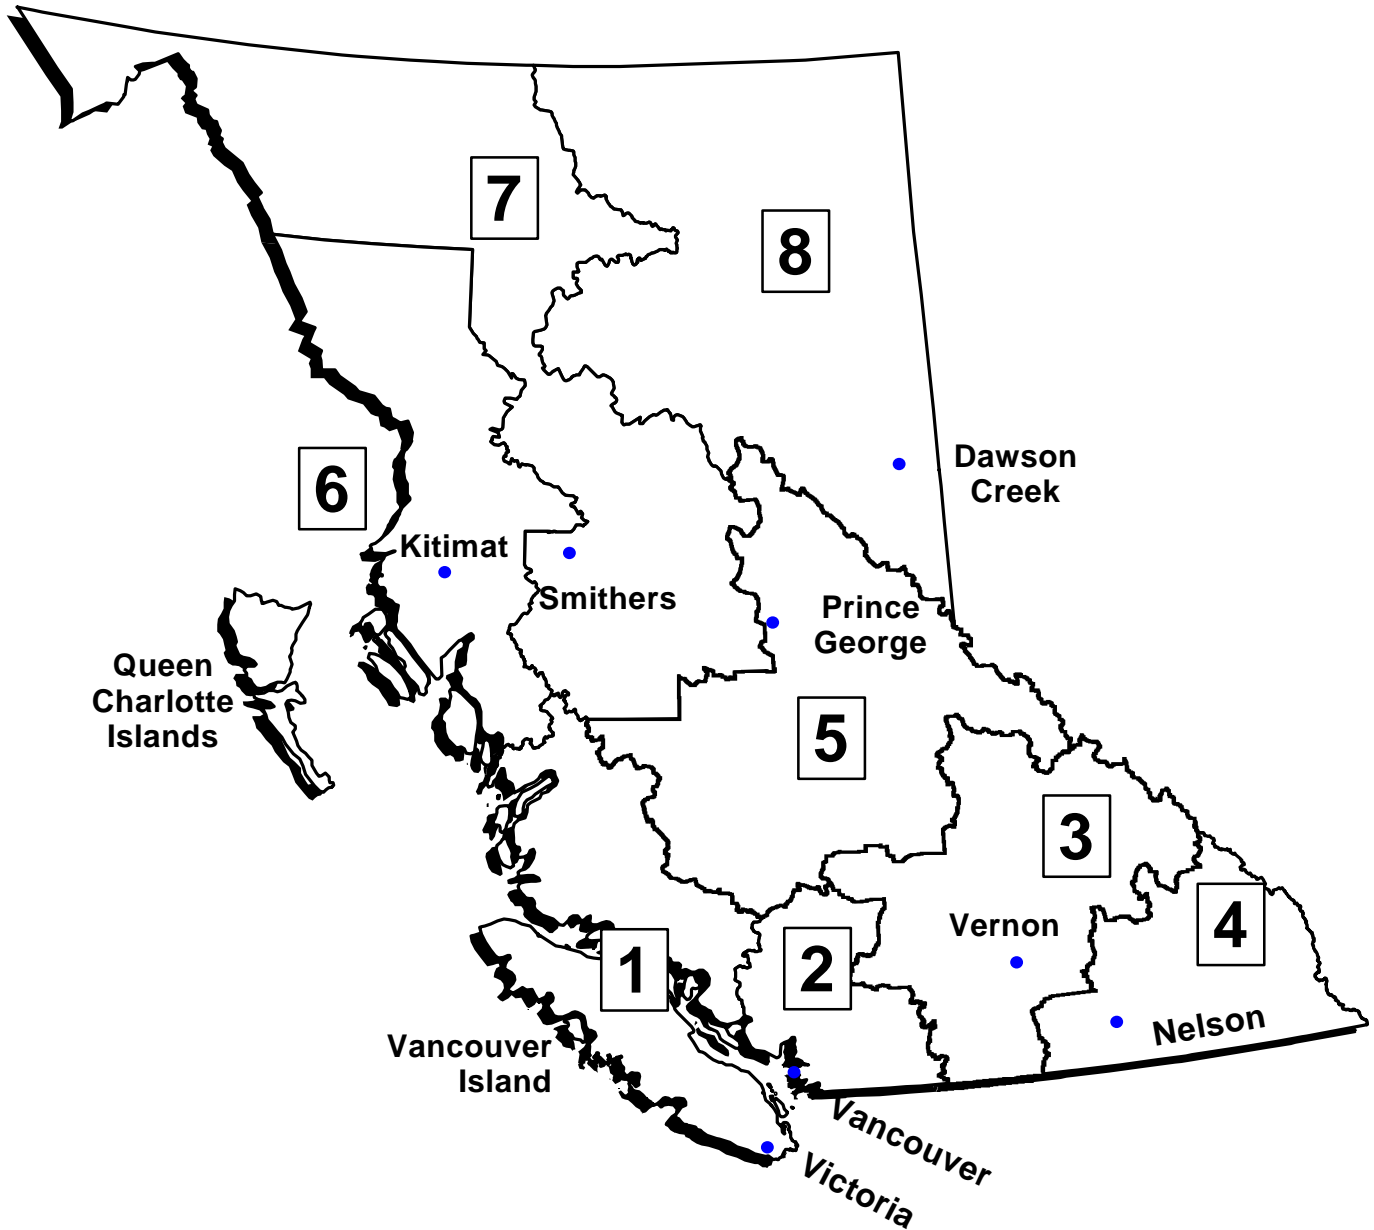 7
8
6
Dawson
Creek
Kitimat
Smithers
Prince
George
Queen
Charlotte
Islands
5
3
4
Vernon
1
2
Nelson
Vancouver
Island
Vancouver
Victoria